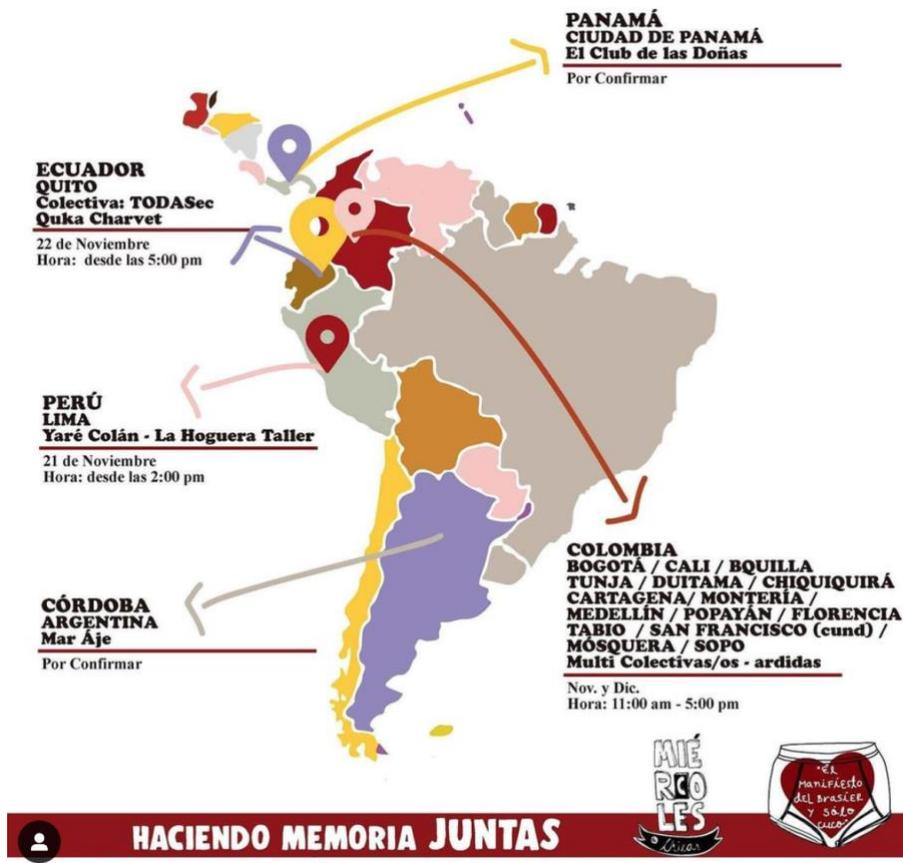 PANAMÁ
CIUDAD DE PANAMÁ
El Club de las Doñas
Por Confirmar
ECUADOR
QUITO
Colectiva: TODASec
Quka Charvet
22 de Noviembre
Hora: desde las 5:00 pm
PERÚ
LIMA
Yaré Colán - La Hoguera Taller
21 de Noviembre
Hora: desde las 2:00 pm
CÓRDOBA
ARGENTINA
Mar Áje
Por Confirmar
COLOMBIA
BOGOTÁ / CALI / BQUILLA
TUNJA / DUITAMA / CHIQUIQUIRÁ
CARTAGENA/ MONTERÍA /
MEDELLÍN / POPAYÁN / FLORENCIA
TABIO / SAN FRANCISCO (cund) /
MOSQUERA / SOPO
Multi Colectivas/os - ardidas
Nov. y Dic.
Hora: 11:00 am - 5:00 pm
MIÉ
RCO
LES
"El
Manifiesto
del Brasier
y sólo
cuco"
HACIENDO MEMORIA JUNTAS